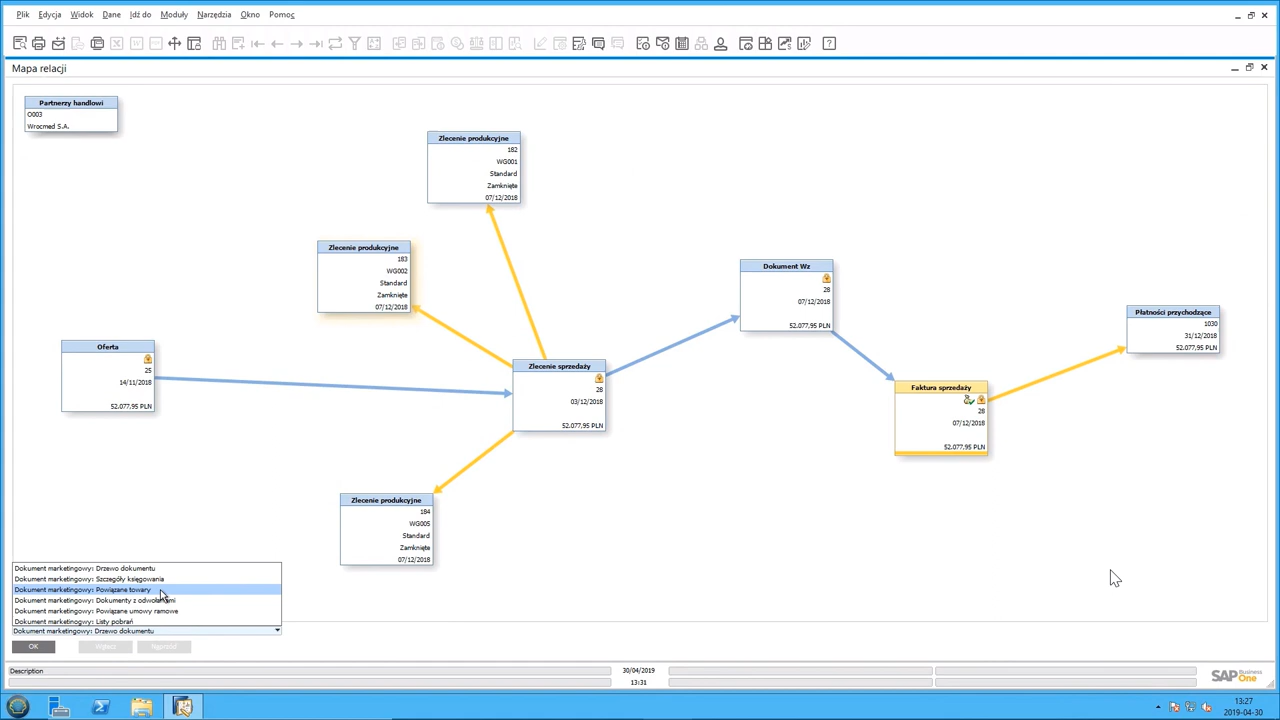 Plik Edycja Widok Dane Idź do Moduły Narzędzia Okno Pomoc
Mapa relacji
Partnerzy handlowi
O003
Wrocmed S.A.
Zlecenie produkcyjne
182
WG001
Standard
Zamknięte
07/12/2018
Zlecenie produkcyjne
183
WG002
Standard
Zamknięte
07/12/2018
Dokument Wz
28
07/12/2018
52.077,95 PLN
Płatności przychodzące
1030
31/12/2018
52.077,95 PLN
Oferta
25
14/11/2018
52.077,95 PLN
Zlecenie sprzedaży
28
03/12/2018
52.077,95 PLN
Faktura sprzedaży
28
07/12/2018
52.077,95 PLN
Zlecenie produkcyjne
184
WG005
Standard
Zamknięte
07/12/2018
Dokument marketingowy: Drzewo dokumentu
Dokument marketingowy: Szczegóły księgowania
Dokument marketingowy: Powiązane towary
Dokument marketingowy: Dokumenty z odwołaniami
Dokument marketingowy: Powiązane umowy ramowe
Dokument marketingowy: Listy pobrań
Dokument marketingowy: Drzewo dokumentu
OK Wstecz Naprzód
Description
30/04/2019
13:31
SAP Business One
13:27
2019-04-30